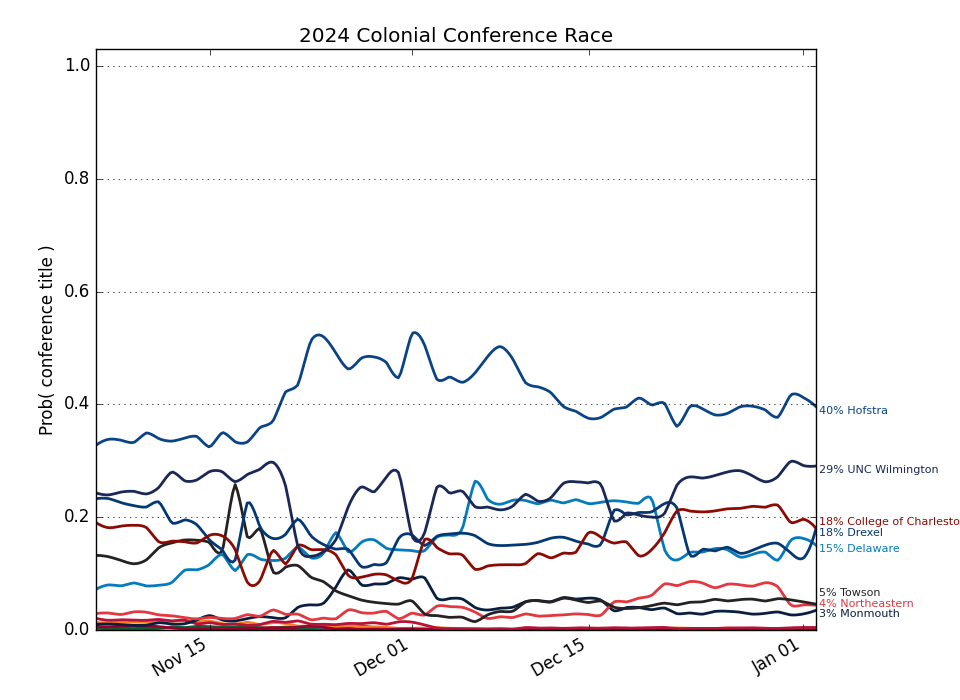 2024 Colonial Conference Race
Prob( conference title )
1.0
0.8
0.6
0.4
0.2
0.0
Nov 15
Dec 01
Dec 15
Jan 01
40% Hofstra
29% UNC Wilmington
19% College of Charlesto
18% Drexel
15% Delaware
5% Towson
4% Northeastern
3% Monmouth